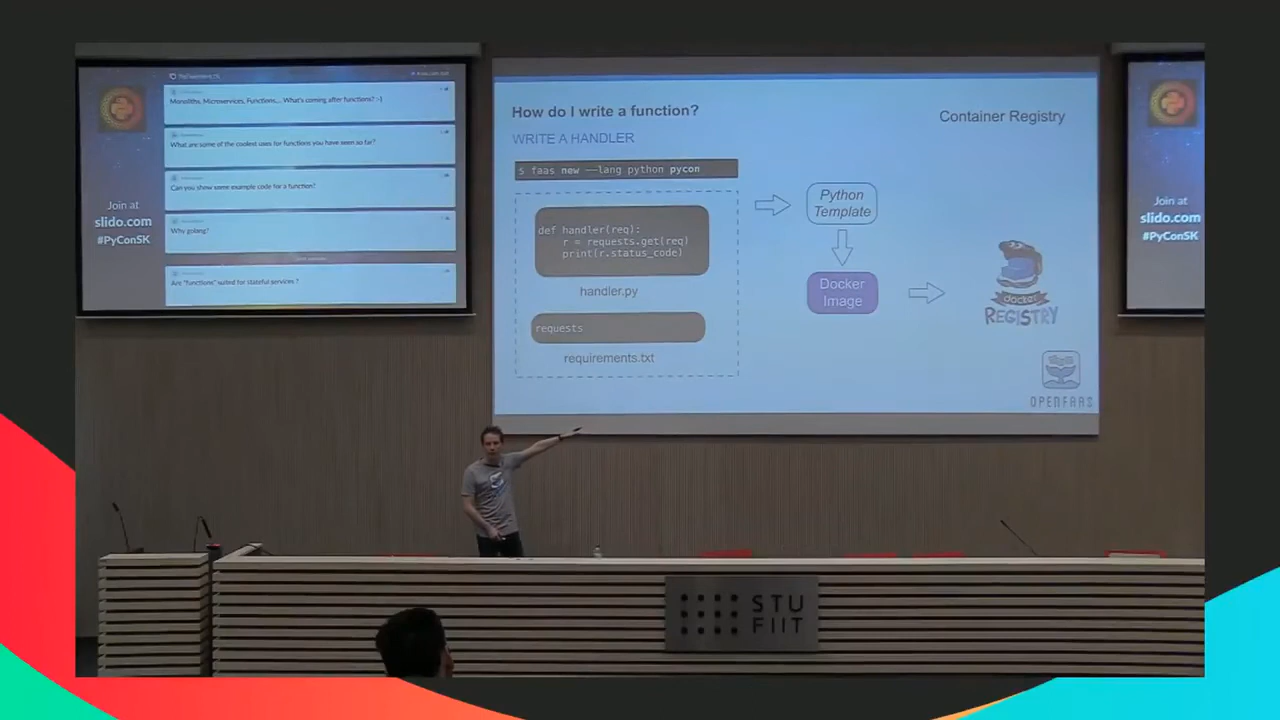 PyConSK
Monoliths, Microservices, Functions... What's coming after functions? :-)
What are some of the coolest uses for functions you have seen so far?
Can you show some example code for a function?
Why golang?
Are "functions" suited for stateful services ?
Join at
slido.com
#PyConSK
How do I write a function?
WRITE A HANDLER
$ faas new --lang python pycon
def handler(req):
r = requests.get(req)
print(r.status_code)
handler.py
requests
requirements.txt
Python
Template
Docker
Image
Container Registry
docker
REGISTRY
OPENFAAS
Join at
slido.com
#PyConSK
STU
FIIT